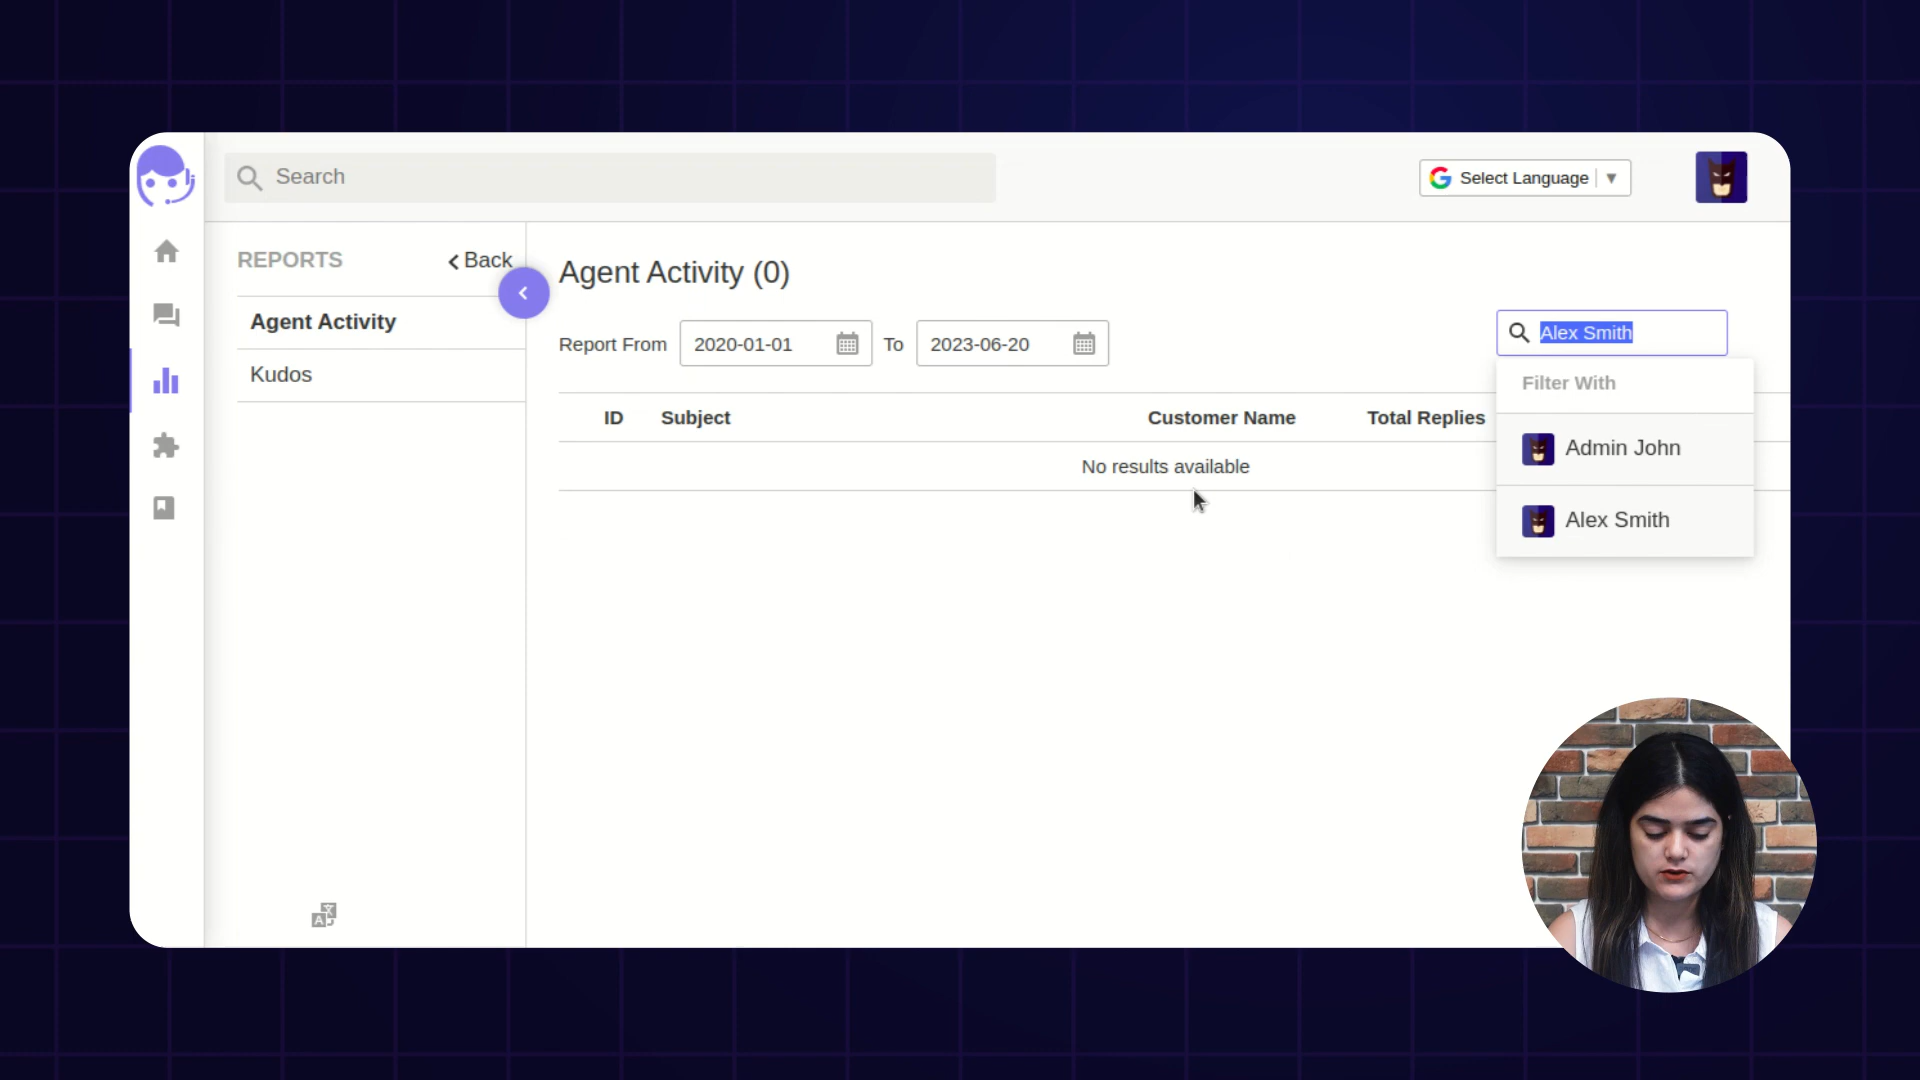 Search
Select Language ▼
REPORTS
Back
Agent Activity
Kudos
Agent Activity (0)
Report From 2020-01-01 To 2023-06-20
Alex Smith
Filter With
Admin John
Alex Smith
ID Subject Customer Name Total Replies
No results available